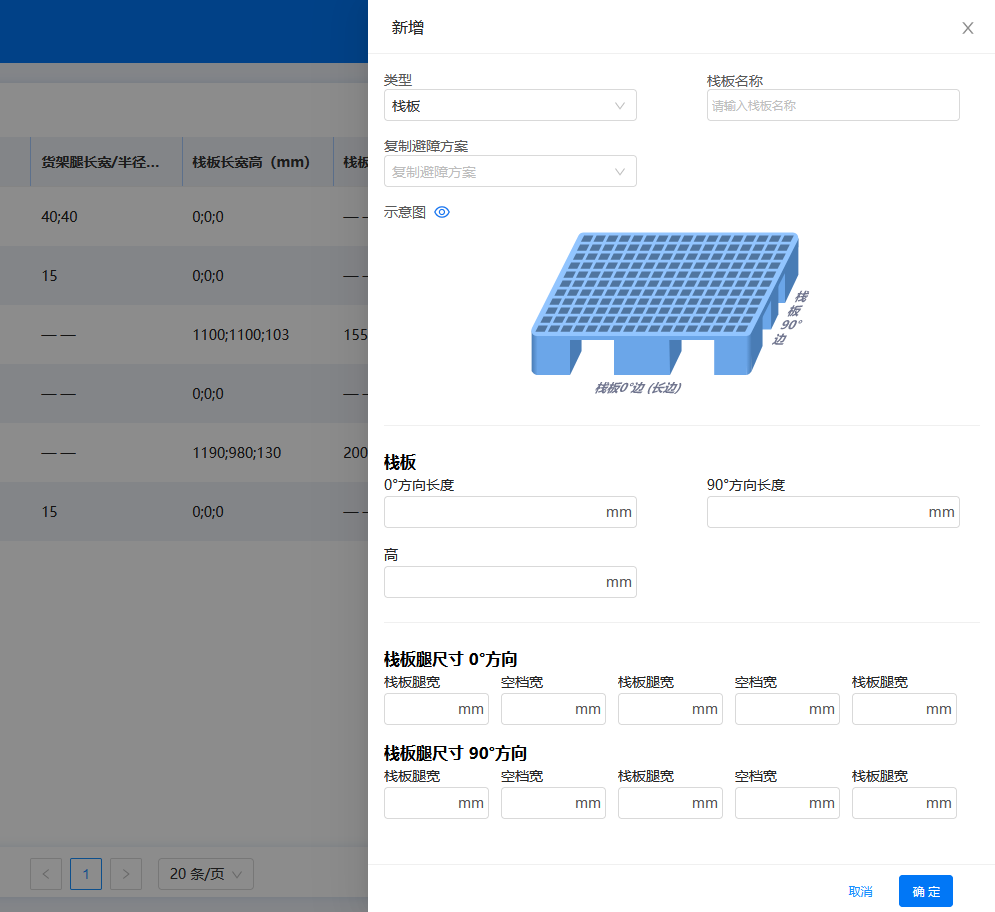 新增
类型
栈板
栈板名称
请输入栈板名称
复制避障方案
复制避障方案
示意图
栈板90°边
栈板0°边 (长边)
栈板
0°方向长度
mm
90°方向长度
mm
高
mm
栈板腿尺寸 0°方向
栈板腿宽 空档宽 栈板腿宽 空档宽 栈板腿宽
mm mm mm mm mm
栈板腿尺寸 90°方向
栈板腿宽 空档宽 栈板腿宽 空档宽 栈板腿宽
mm mm mm mm mm
取消 确定
货架腿长宽/半径... 栈板长宽高（mm） 栈板
40;40 0;0;0 — –
15 0;0;0 — –
— — 1100;1100;103 155
— — 0;0;0 — –
— — 1190;980;130 200
15 0;0;0 — –
< 1 > 20 条/页